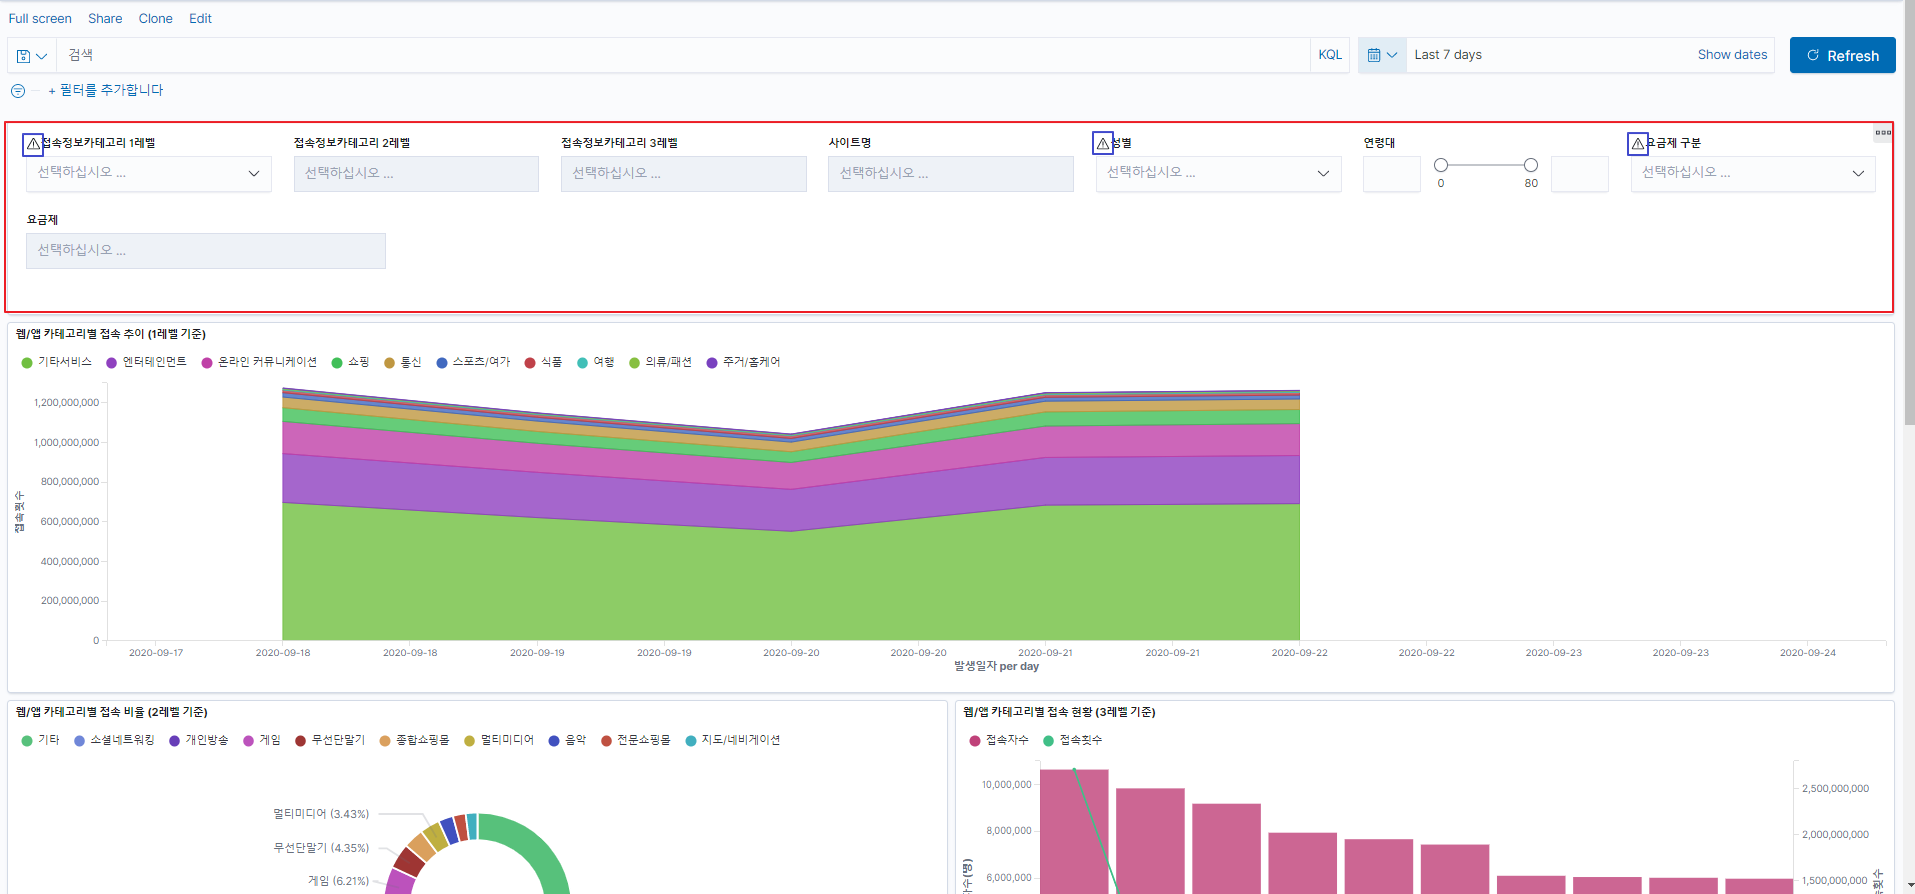 Full screen Share Clone Edit
검색 KQL Last 7 days Show dates Refresh
+ 필터를 추가합니다
접속정보카테고리 1레벨 접속정보카테고리 2레벨 접속정보카테고리 3레벨 사이트명 성별 연령대 요금제 구분
선택하십시오 ... 선택하십시오 ... 선택하십시오 ... 선택하십시오 ... 선택하십시오 ... 0 80 선택하십시오 ...
요금제
선택하십시오 ...
웹/앱 카테고리별 접속 추이 (1레벨 기준)
기타서비스 엔터테인먼트 온라인 커뮤니케이션 쇼핑 통신 스포츠/여가 식품 여행 의류/패션 주거/홈케어
1,200,000,000
1,000,000,000
800,000,000
600,000,000
400,000,000
200,000,000
0
접속횟수
2020-09-17 2020-09-18 2020-09-18 2020-09-19 2020-09-19 2020-09-20 2020-09-20 2020-09-21 2020-09-21 2020-09-22 2020-09-22 2020-09-23 2020-09-23 2020-09-24
발생일자 per day
웹/앱 카테고리별 접속 비율 (2레벨 기준)
기타 소셜네트워킹 개인방송 게임 무선단말기 종합쇼핑몰 멀티미디어 음악 전문쇼핑몰 지도/네비게이션
멀티미디어 (3.43%)
무선단말기 (4.35%)
게임 (6.21%)
웹/앱 카테고리별 접속 현황 (3레벨 기준)
접속자수 접속횟수
10,000,000
8,000,000
6,000,000
2,500,000,000
2,000,000,000
1,500,000,000